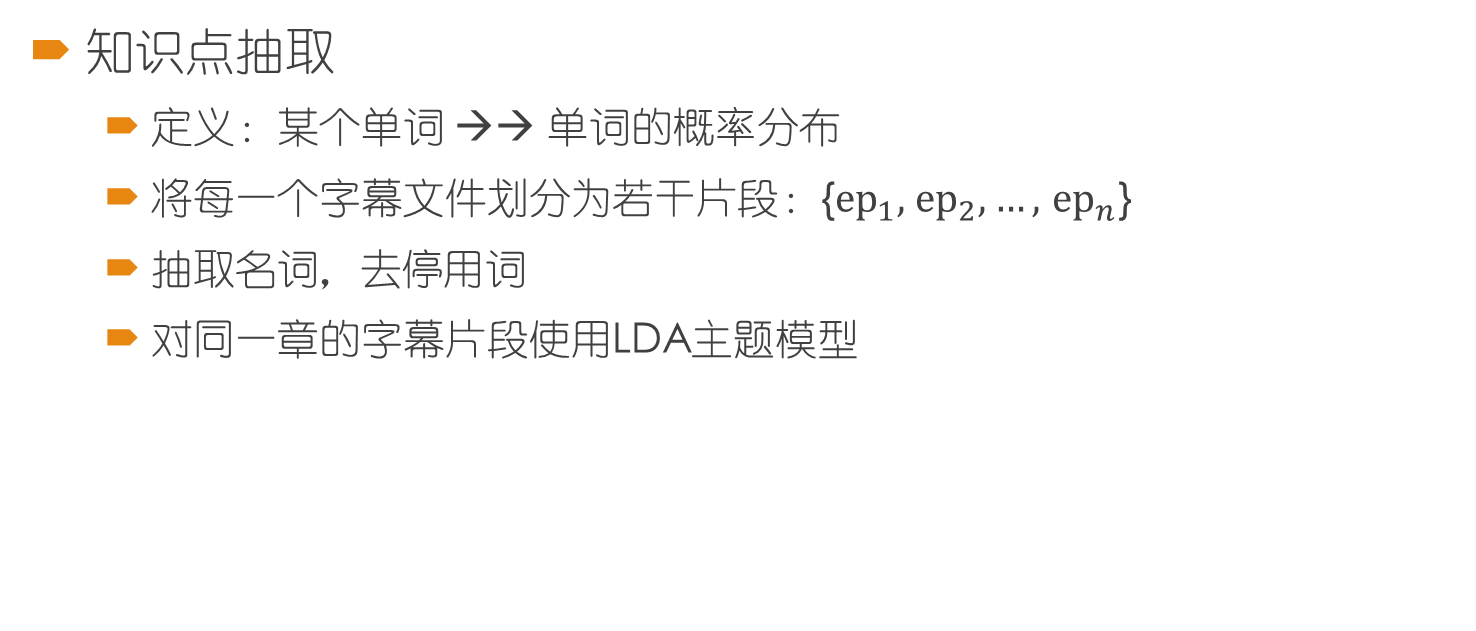 知识点抽取
定义：某个单词 →→ 单词的概率分布
将每一个字幕文件划分为若干片段：{ep₁, ep₂, … , epₙ}
抽取名词，去停用词
对同一章的字幕片段使用LDA主题模型